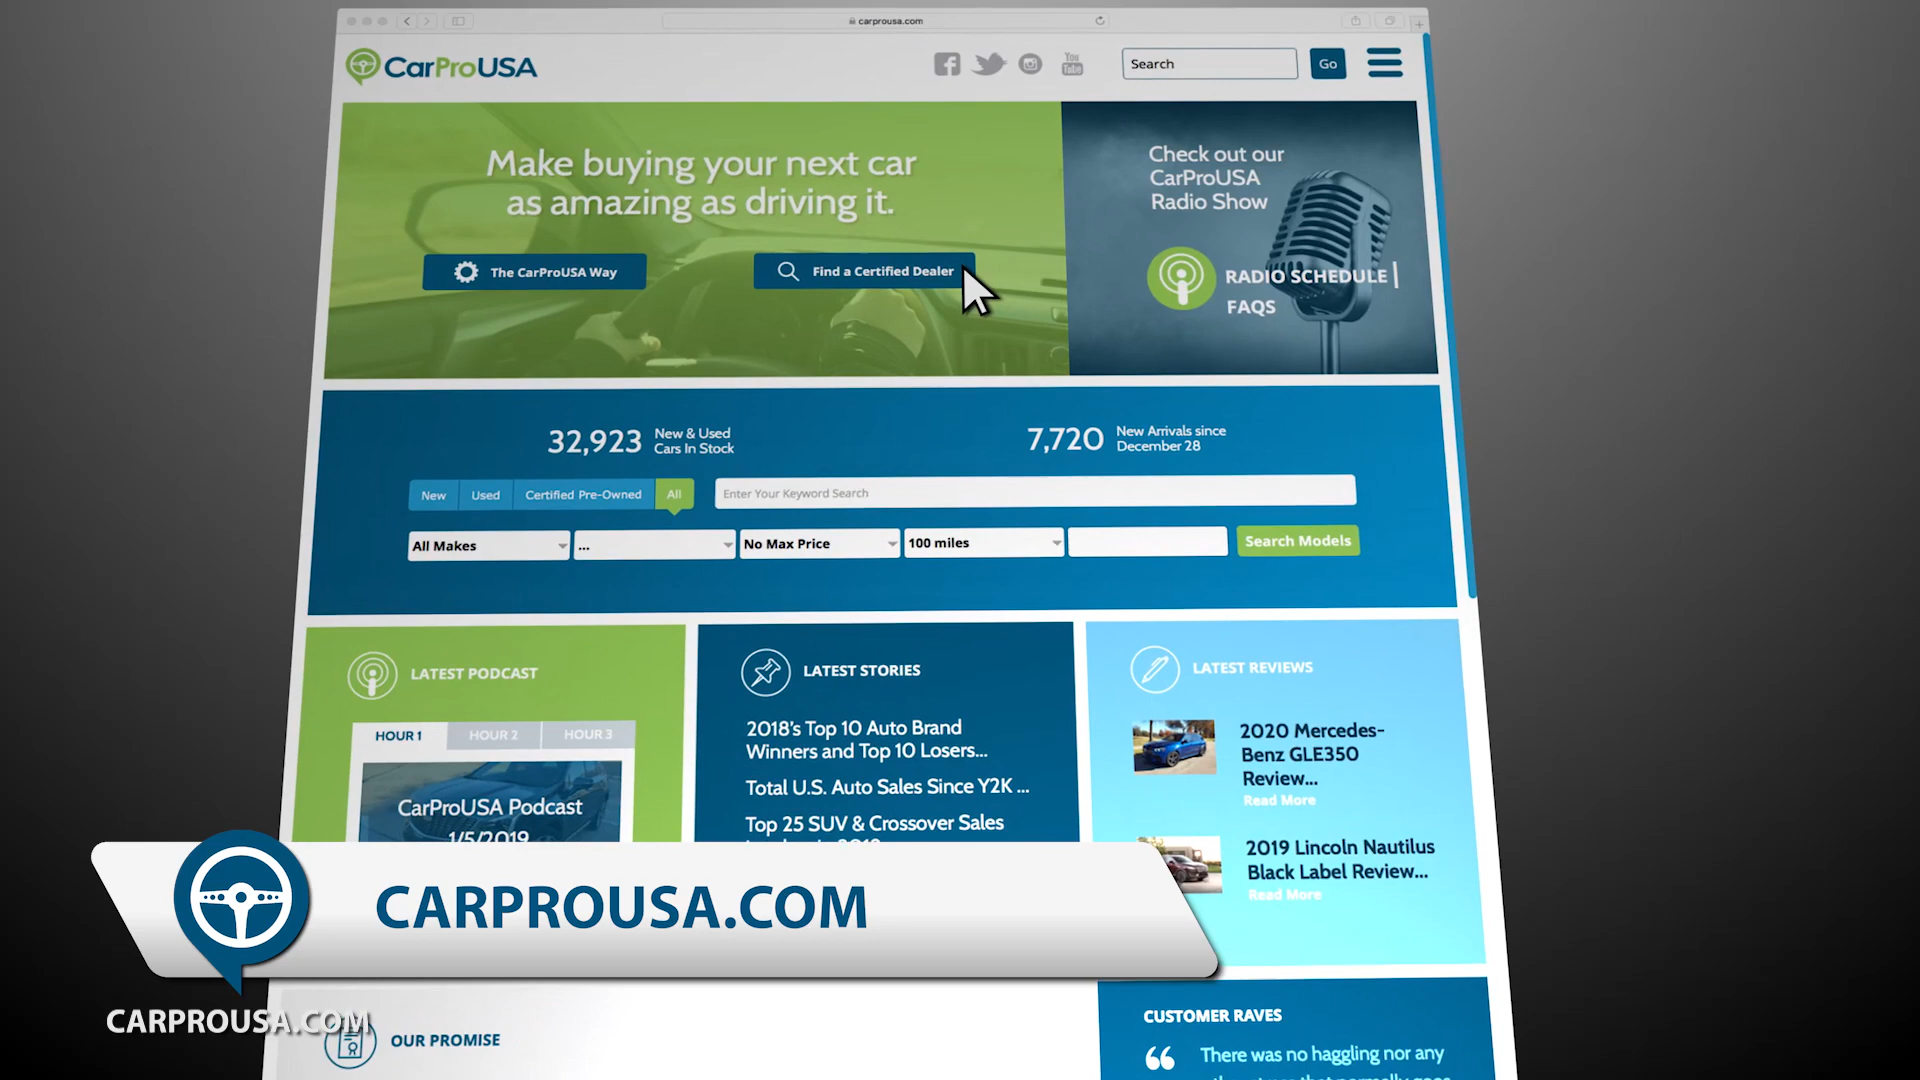 carprousa.com
CarProUSA
You
Tube
Search
Go
Make buying your next car
as amazing as driving it.
The CarProUSA Way
Find a Certified Dealer
Check out our
CarProUSA
Radio Show
RADIO SCHEDULE |
FAQS
32,923
New & Used
Cars In Stock
7,720
New Arrivals since
December 28
New
Used
Certified Pre-Owned
All
Enter Your Keyword Search
All Makes
...
No Max Price
100 miles
Search Models
LATEST PODCAST
HOUR 1
HOUR 2
HOUR 3
CarProUSA Podcast
1/5/2019
LATEST STORIES
2018's Top 10 Auto Brand
Winners and Top 10 Losers...
Total U.S. Auto Sales Since Y2K ...
Top 25 SUV & Crossover Sales
LATEST REVIEWS
2020 Mercedes-
Benz GLE350
Review...
Read More
2019 Lincoln Nautilus
Black Label Review...
Read More
CARPROUSA.COM
CARPROUSA.COM
OUR PROMISE
CUSTOMER RAVES
“ There was no haggling nor any